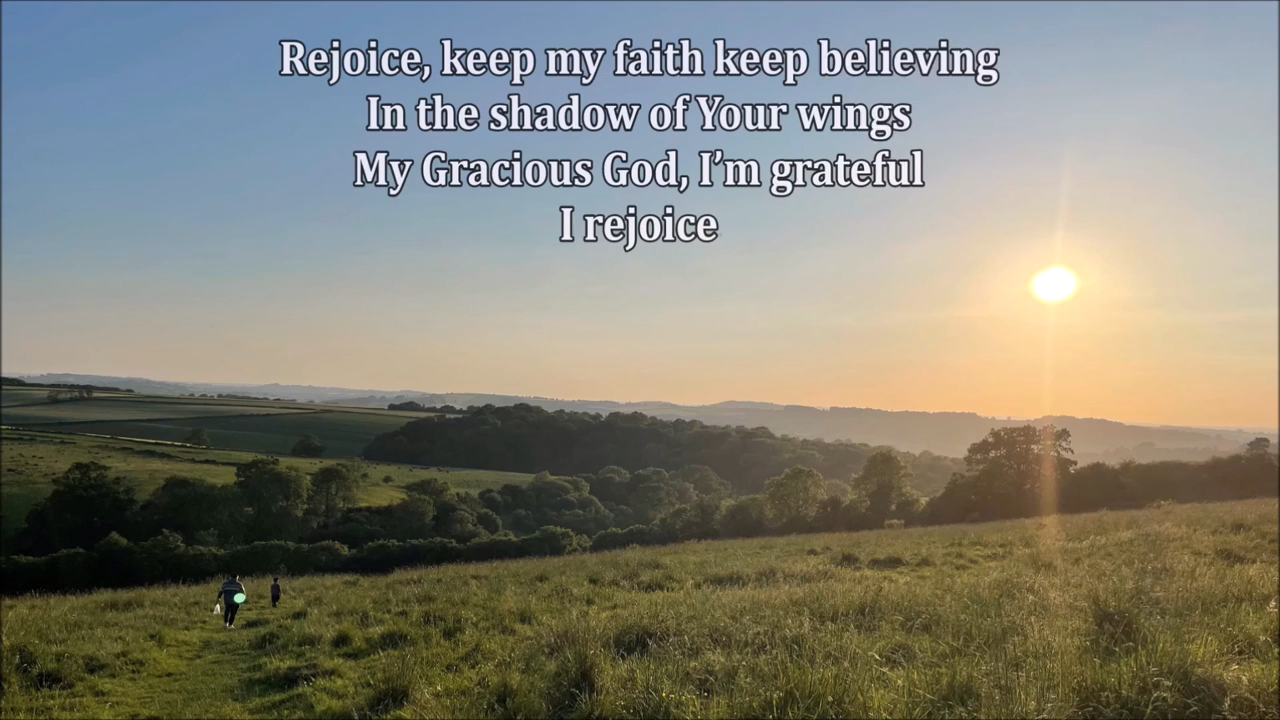 Rejoice, keep my faith keep believing
In the shadow of Your wings
My Gracious God, I’m grateful
I rejoice